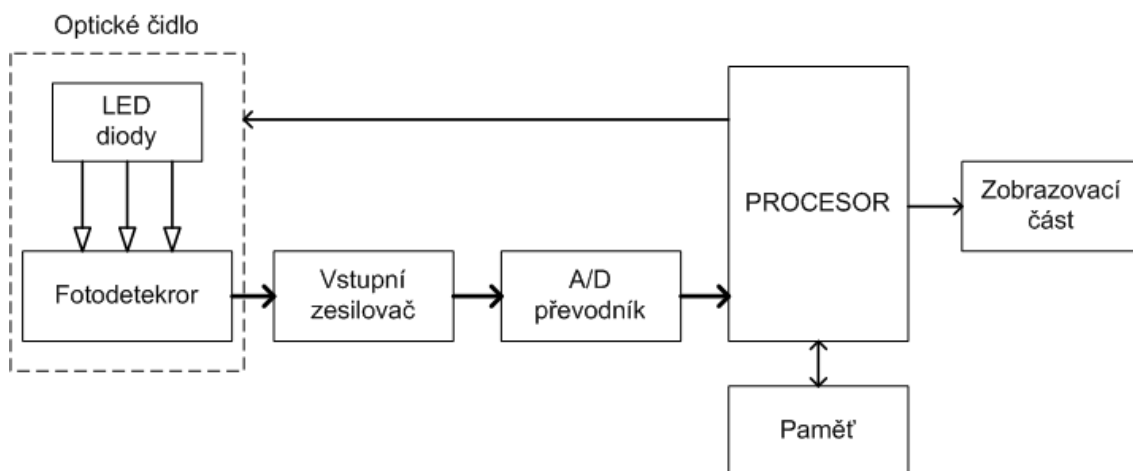 Optické čidlo
LED
diody
Fotodetekror
Vstupní
zesilovač
A/D
převodník
PROCESOR
Zobrazovací
část
Paměť